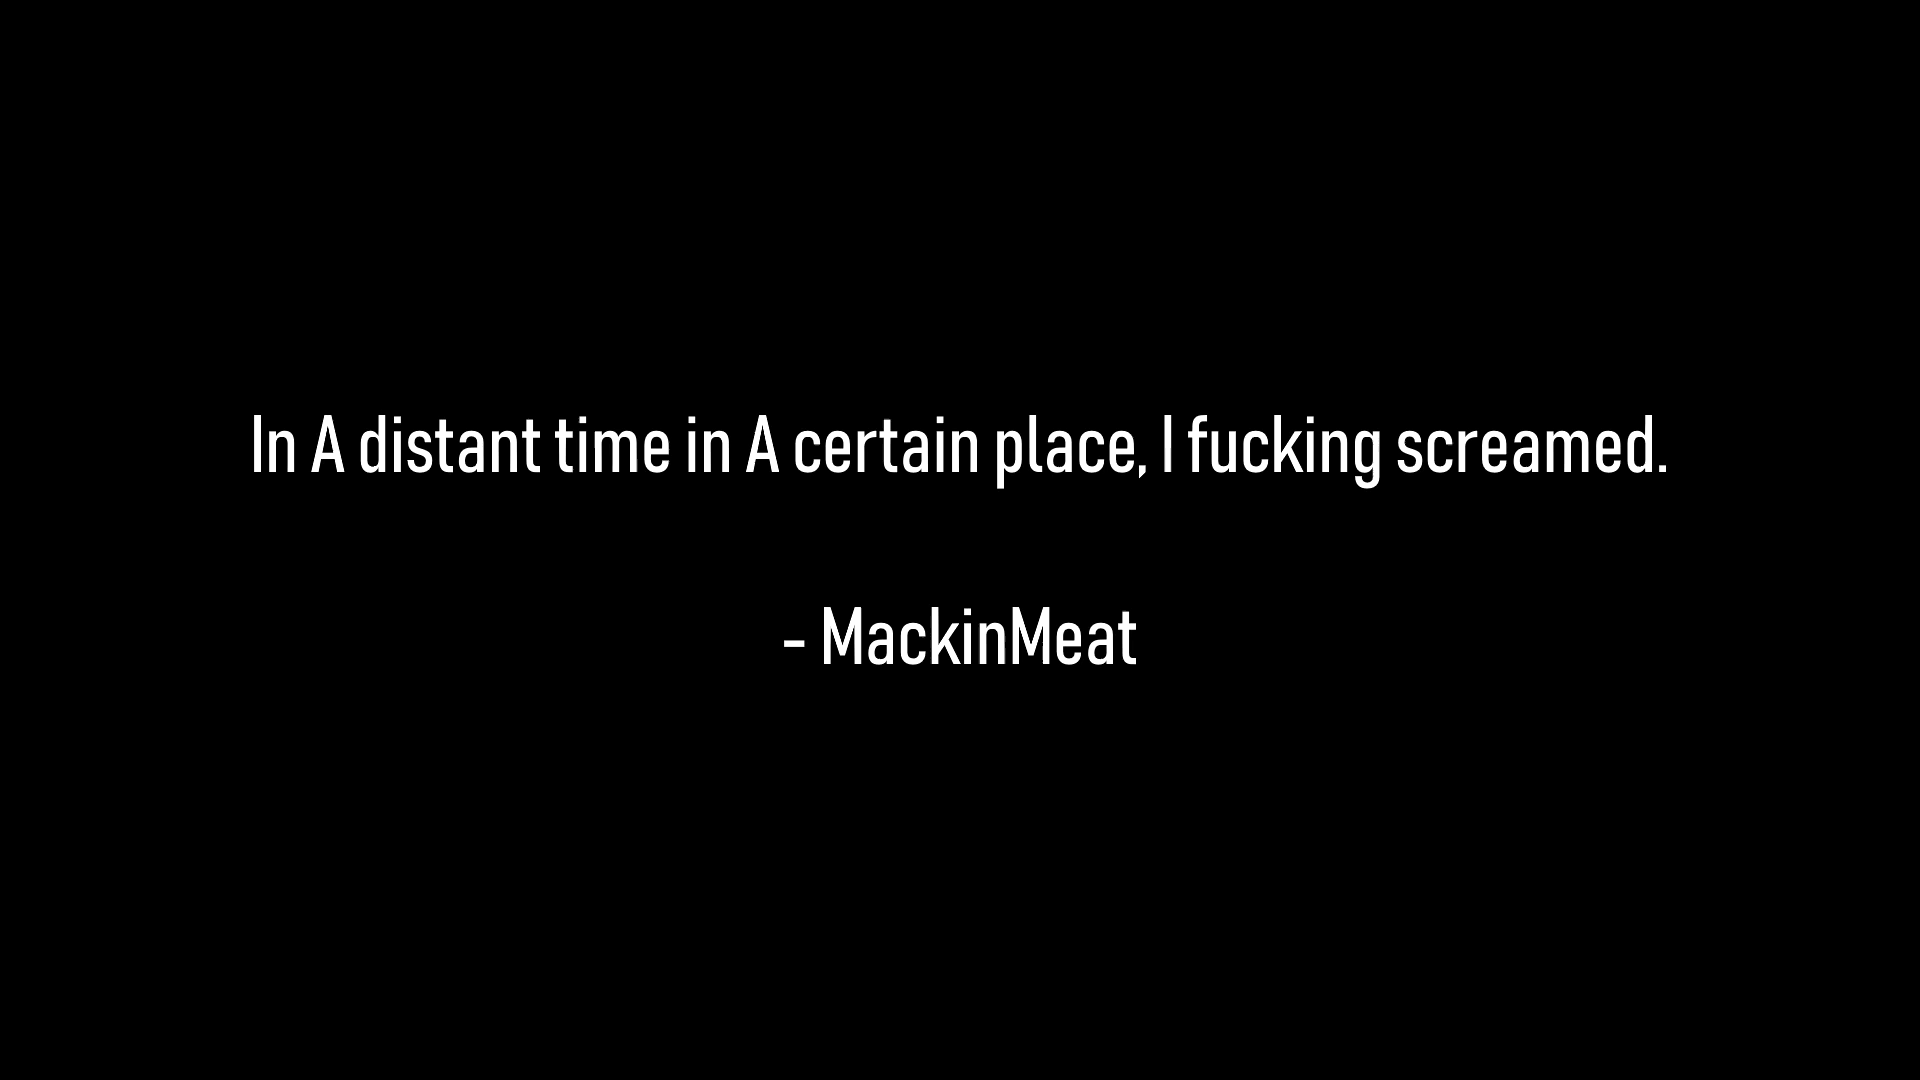 In A distant time in A certain place, I fucking screamed.
- MackinMeat